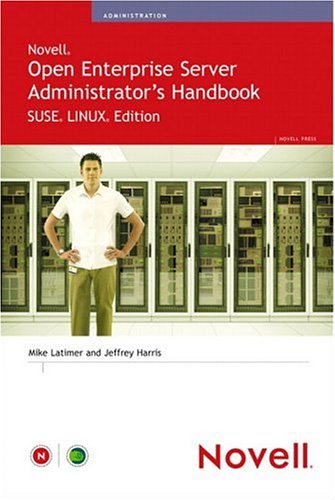 ADMINISTRATION
Novell®
Open Enterprise Server
Administrator's Handbook
SUSE® LINUX® Edition
NOVELL PRESS
Mike Latimer and Jeffrey Harris
N
Novell®